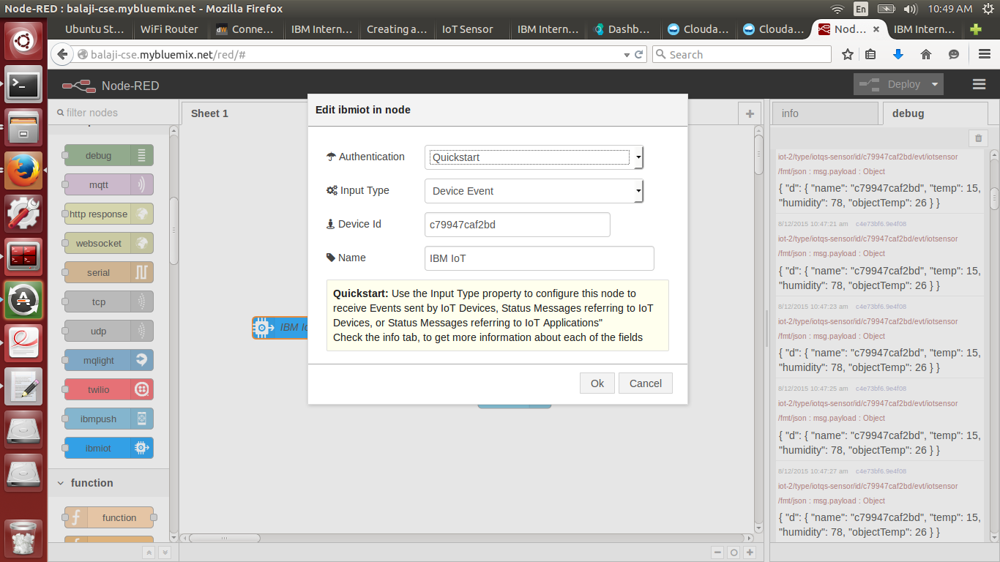 Node-RED : balaji-cse.mybluemix.net - Mozilla Firefox
En
10:49 AM
Ubuntu St...
WiFi Router
dW
Conne...
IBM Intern...
Creating a...
IoT Sensor
IBM Intern...
Dashb...
Clouda...
Clouda...
Nod...
IBM Intern...
balaji-cse.mybluemix.net/red/#
Search
Node-RED
Deploy
filter nodes
Sheet 1
info
debug
debug
mqtt
http response
websocket
serial
tcp
udp
mqlight
twilio
ibmpush
ibmiot
function
function
IBM Io
Edit ibmiot in node
Authentication
Quickstart
Input Type
Device Event
Device Id
c79947caf2bd
Name
IBM IoT
Quickstart: Use the Input Type property to configure this node to
receive Events sent by IoT Devices, Status Messages referring to IoT
Devices, or Status Messages referring to IoT Applications"
Check the info tab, to get more information about each of the fields
Ok
Cancel
iot-2/type/iotqs-sensor/id/c79947caf2bd/evt/iotsensor
/fmt/json : msg.payload : Object
{ "d": { "name": "c79947caf2bd", "temp": 15,
"humidity": 78, "objectTemp": 26 } }
8/12/2015 10:47:21 am c4e73bf6.9e4f08
iot-2/type/iotqs-sensor/id/c79947caf2bd/evt/iotsensor
/fmt/json : msg.payload : Object
{ "d": { "name": "c79947caf2bd", "temp": 15,
"humidity": 78, "objectTemp": 26 } }
8/12/2015 10:47:23 am c4e73bf6.9e4f08
iot-2/type/iotqs-sensor/id/c79947caf2bd/evt/iotsensor
/fmt/json : msg.payload : Object
{ "d": { "name": "c79947caf2bd", "temp": 15,
"humidity": 78, "objectTemp": 26 } }
8/12/2015 10:47:25 am c4e73bf6.9e4f08
iot-2/type/iotqs-sensor/id/c79947caf2bd/evt/iotsensor
/fmt/json : msg.payload : Object
{ "d": { "name": "c79947caf2bd", "temp": 15,
"humidity": 78, "objectTemp": 26 } }
8/12/2015 10:47:27 am c4e73bf6.9e4f08
iot-2/type/iotqs-sensor/id/c79947caf2bd/evt/iotsensor
/fmt/json : msg.payload : Object
{ "d": { "name": "c79947caf2bd", "temp": 15,
"humidity": 78, "objectTemp": 26 } }